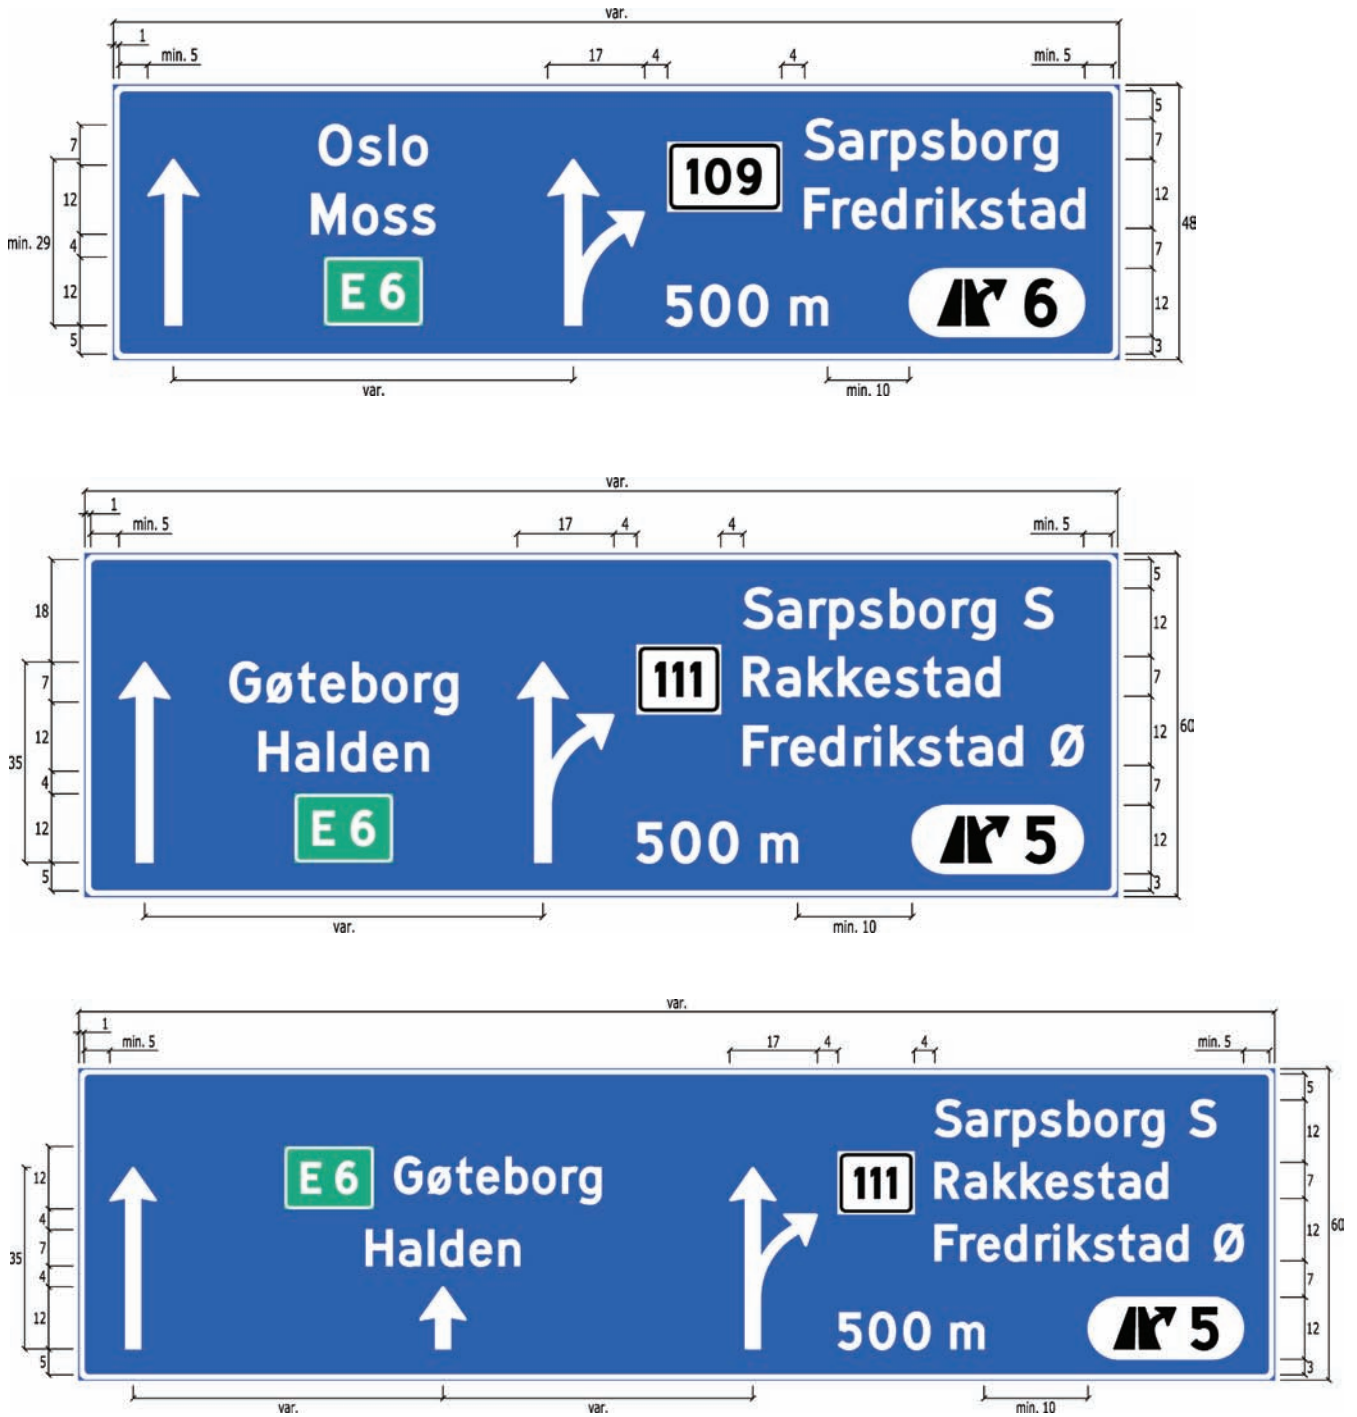 var.
1
min. 5
17
4
4
min. 5
Oslo
Moss
E 6
109
Sarpsborg
Fredrikstad
500 m
6
7
12
4
12
5
min. 29
5
7
12
7
12
3
48
var.
min. 10
var.
1
min. 5
17
4
4
min. 5
Gøteborg
Halden
E 6
111
Sarpsborg S
Rakkestad
Fredrikstad Ø
500 m
5
18
7
12
4
12
5
35
5
12
7
12
7
12
3
60
var.
min. 10
var.
1
min. 5
17
4
4
min. 5
E 6 Gøteborg
Halden
111
Sarpsborg S
Rakkestad
Fredrikstad Ø
500 m
5
12
4
7
4
12
5
35
5
12
7
12
7
12
3
60
var.
var.
min. 10